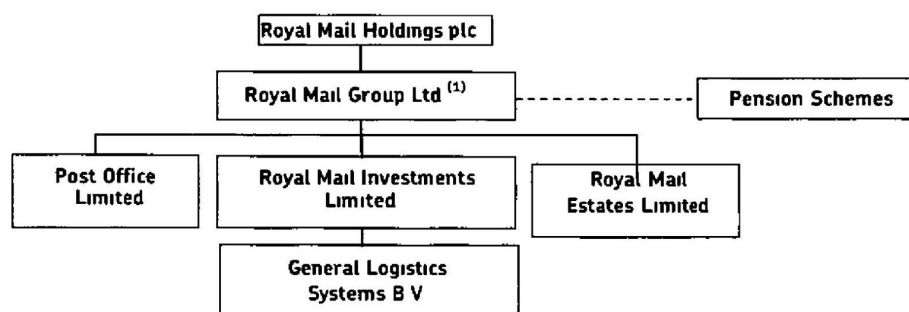 Royal Mail Holdings plc
Royal Mail Group Ltd (1)
Pension Schemes
Post Office
Limited
Royal Mail Investments
Limited
Royal Mail
Estates Limited
General Logistics
Systems B V